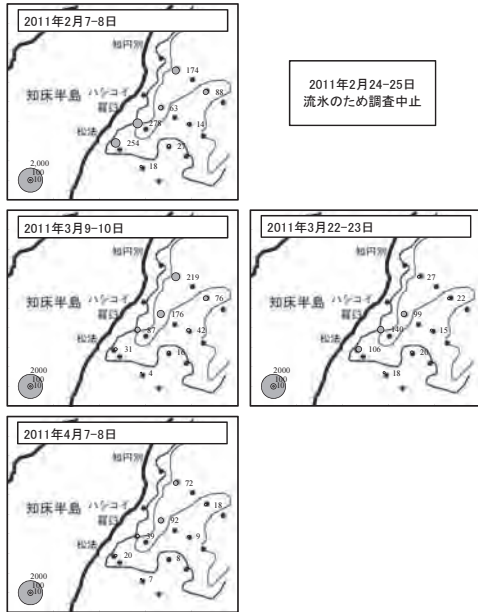 2011年2月7-8日
知円別
174
知床半島 ハシコイ
88
羅臼
63
278
14
松法
254
27
18
2,000
100
10
2011年2月24-25日
流氷のため調査中止
2011年3月9-10日
知円別
219
知床半島 ハシコイ
76
羅臼
176
87
42
松法
31
16
4
2000
100
10
2011年3月22-23日
知円別
27
知床半島 ハシコイ
22
羅臼
99
140
15
松法
106
20
18
2000
100
10
2011年4月7-8日
知円別
72
知床半島 ハシコイ
18
羅臼
92
39
9
松法
20
8
7
2000
100
10